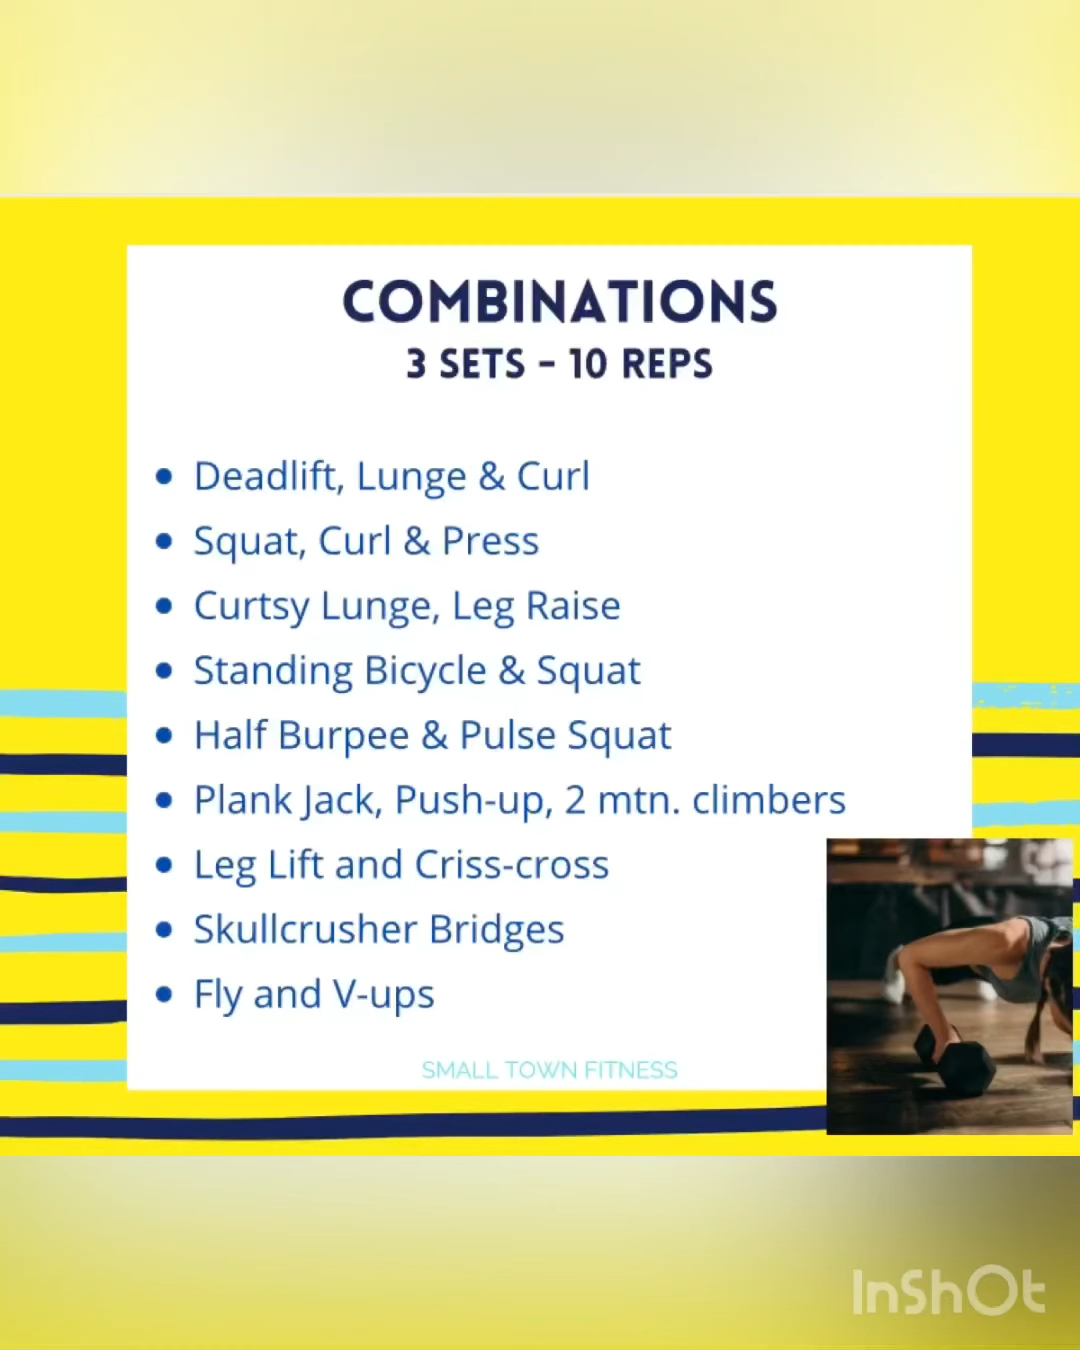 COMBINATIONS
3 SETS - 10 REPS
Deadlift, Lunge & Curl
Squat, Curl & Press
Curtsy Lunge, Leg Raise
Standing Bicycle & Squat
Half Burpee & Pulse Squat
Plank Jack, Push-up, 2 mtn. climbers
Leg Lift and Criss-cross
Skullcrusher Bridges
Fly and V-ups
SMALL TOWN FITNESS
InShOt